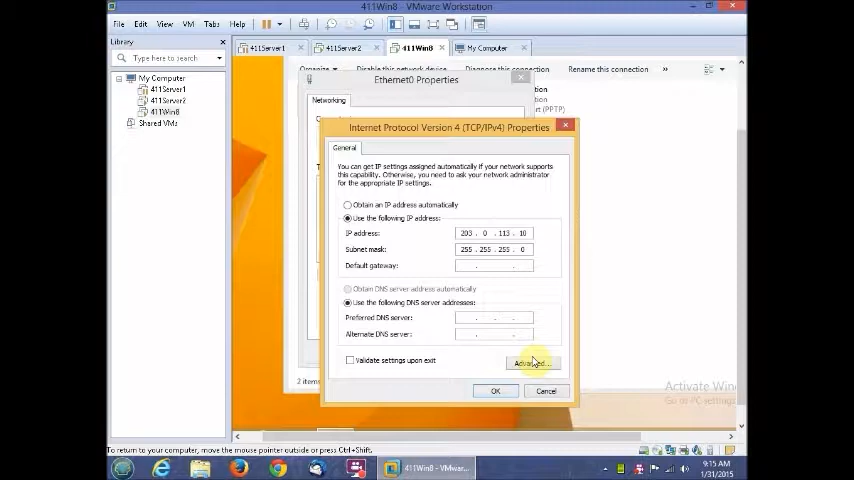 411Win8 - VMware Workstation
File Edit View VM Tabs Help
Library
Type here to search
My Computer
411Server1
411Server2
411Win8
Shared VMs
411Server1
411Server2
411Win8
My Computer
Organize
Disable this network device
Diagnose this connection
Rename this connection
»
(PPTP)
Ethernet0 Properties
Networking
Internet Protocol Version 4 (TCP/IPv4) Properties
General
You can get IP settings assigned automatically if your network supports
this capability. Otherwise, you need to ask your network administrator
for the appropriate IP settings.
Obtain an IP address automatically
Use the following IP address:
IP address: 203 . 0 . 113 . 10
Subnet mask: 255 . 255 . 255 . 0
Default gateway: . .
Obtain DNS server address automatically
Use the following DNS server addresses:
Preferred DNS server: . . .
Alternate DNS server: . .
Validate settings upon exit
Advanced...
OK
Cancel
2 items
Activate Win
Go to PC settings
To return to your computer, move the mouse pointer outside or press Ctrl+Shift.
411Win8 - VMwar...
9:15 AM
1/31/2015